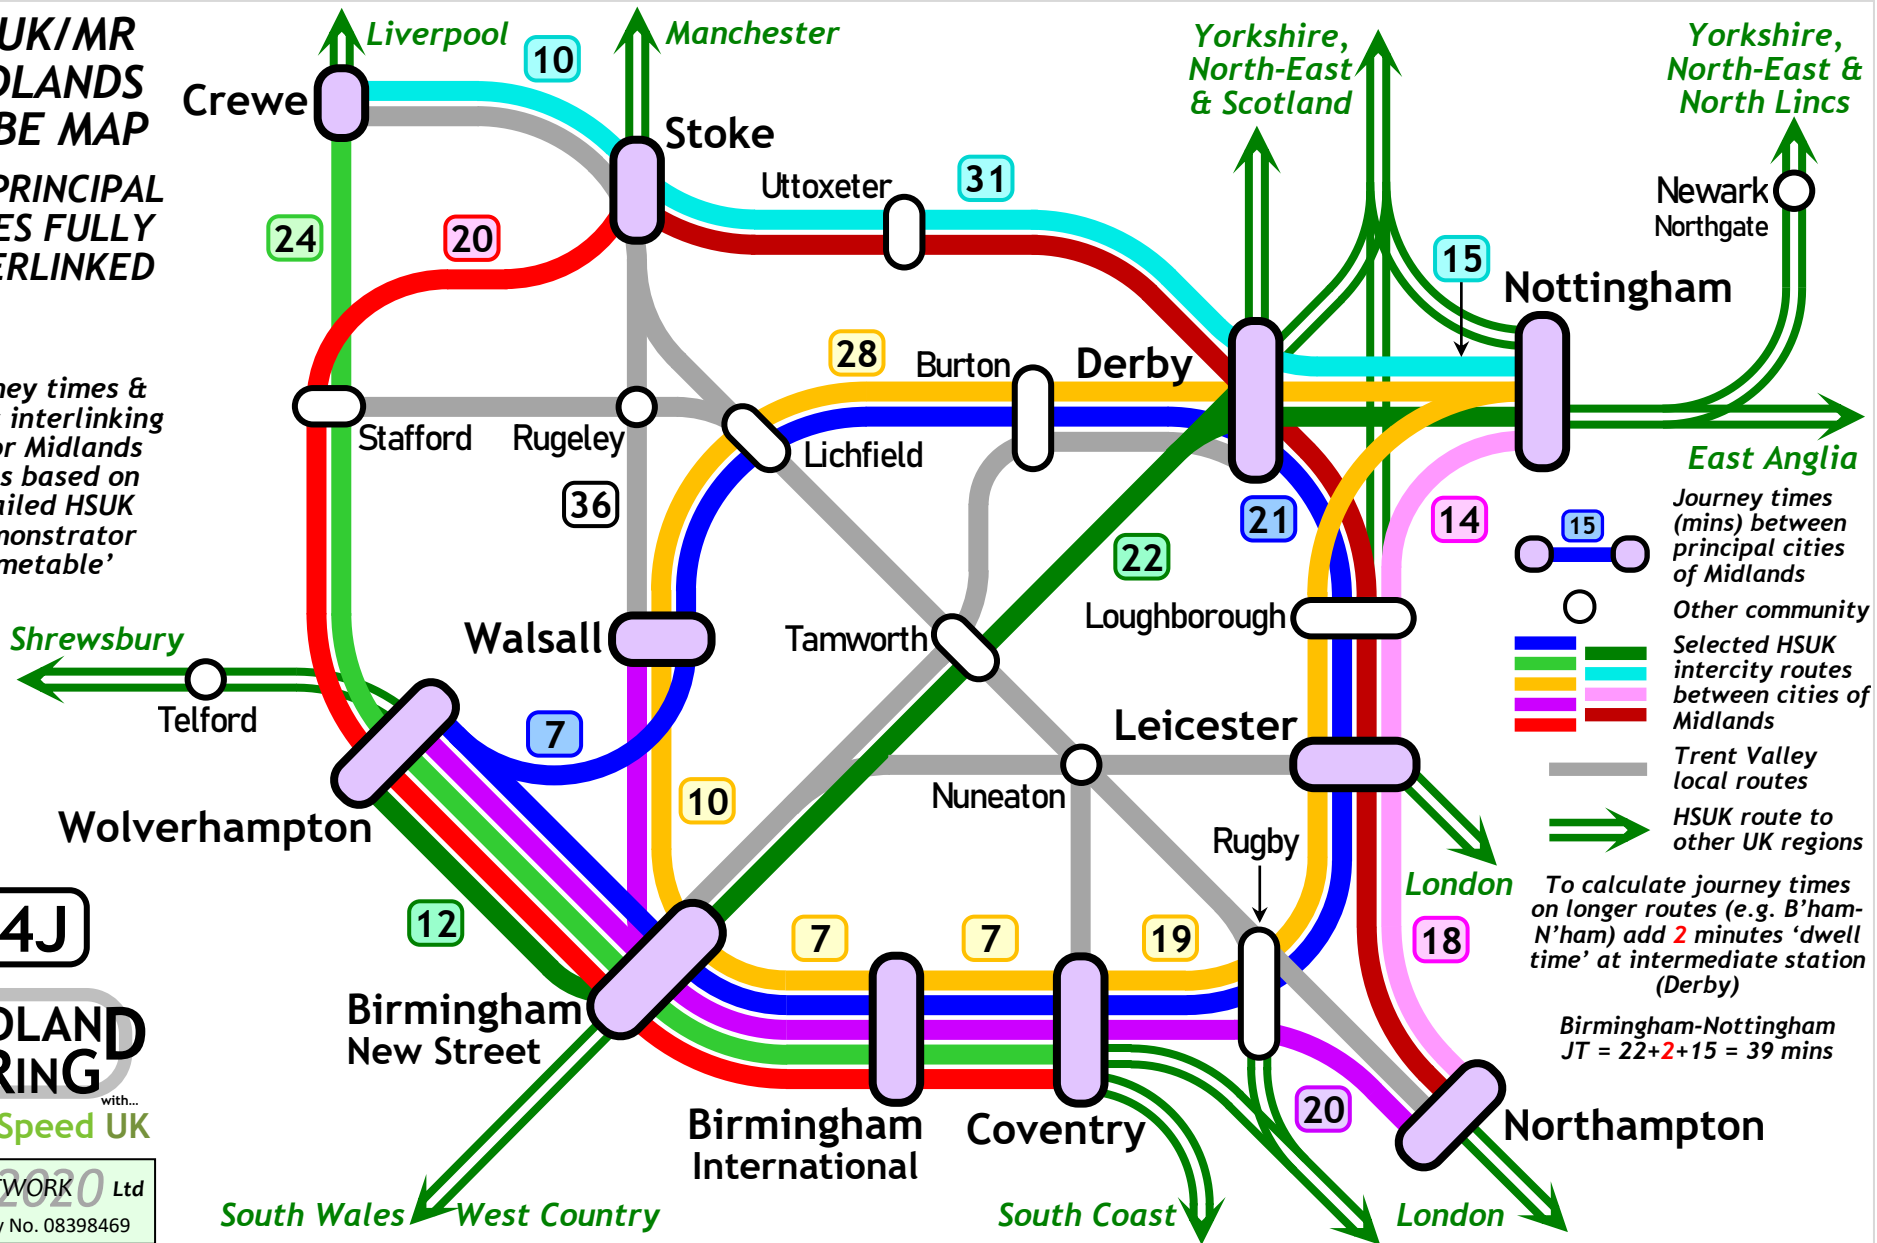 UK/MR
DLANDS
BE MAP
PRINCIPAL
ES FULLY
ERLINKED
ney times &
interlinking
or Midlands
s based on
ailed HSUK
monstrator
metable’
Liverpool
Manchester
Yorkshire,
North-East
& Scotland
Yorkshire,
North-East &
North Lincs
Crewe
10
Stoke
Uttoxeter
31
Newark
Northgate
24
20
15
Nottingham
28
Burton
Derby
Stafford
Rugeley
Lichfield
East Anglia
36
21
14
22
Journey times
(mins) between
principal cities
of Midlands
15
Other community
Selected HSUK
intercity routes
between cities of
Midlands
Trent Valley
local routes
HSUK route to
other UK regions
To calculate journey times
on longer routes (e.g. B’ham-
N’ham) add 2 minutes ‘dwell
time’ at intermediate station
(Derby)
Birmingham-Nottingham
JT = 22+2+15 = 39 mins
Shrewsbury
Telford
Walsall
Tamworth
Loughborough
7
Leicester
Nuneaton
10
Wolverhampton
Rugby
London
12
7
7
19
18
4J
Birmingham
New Street
DLAND
RING
with...
Speed UK
20
Birmingham
International
Coventry
Northampton
TWORK 2020 Ltd
y No. 08398469
South Wales
West Country
South Coast
London